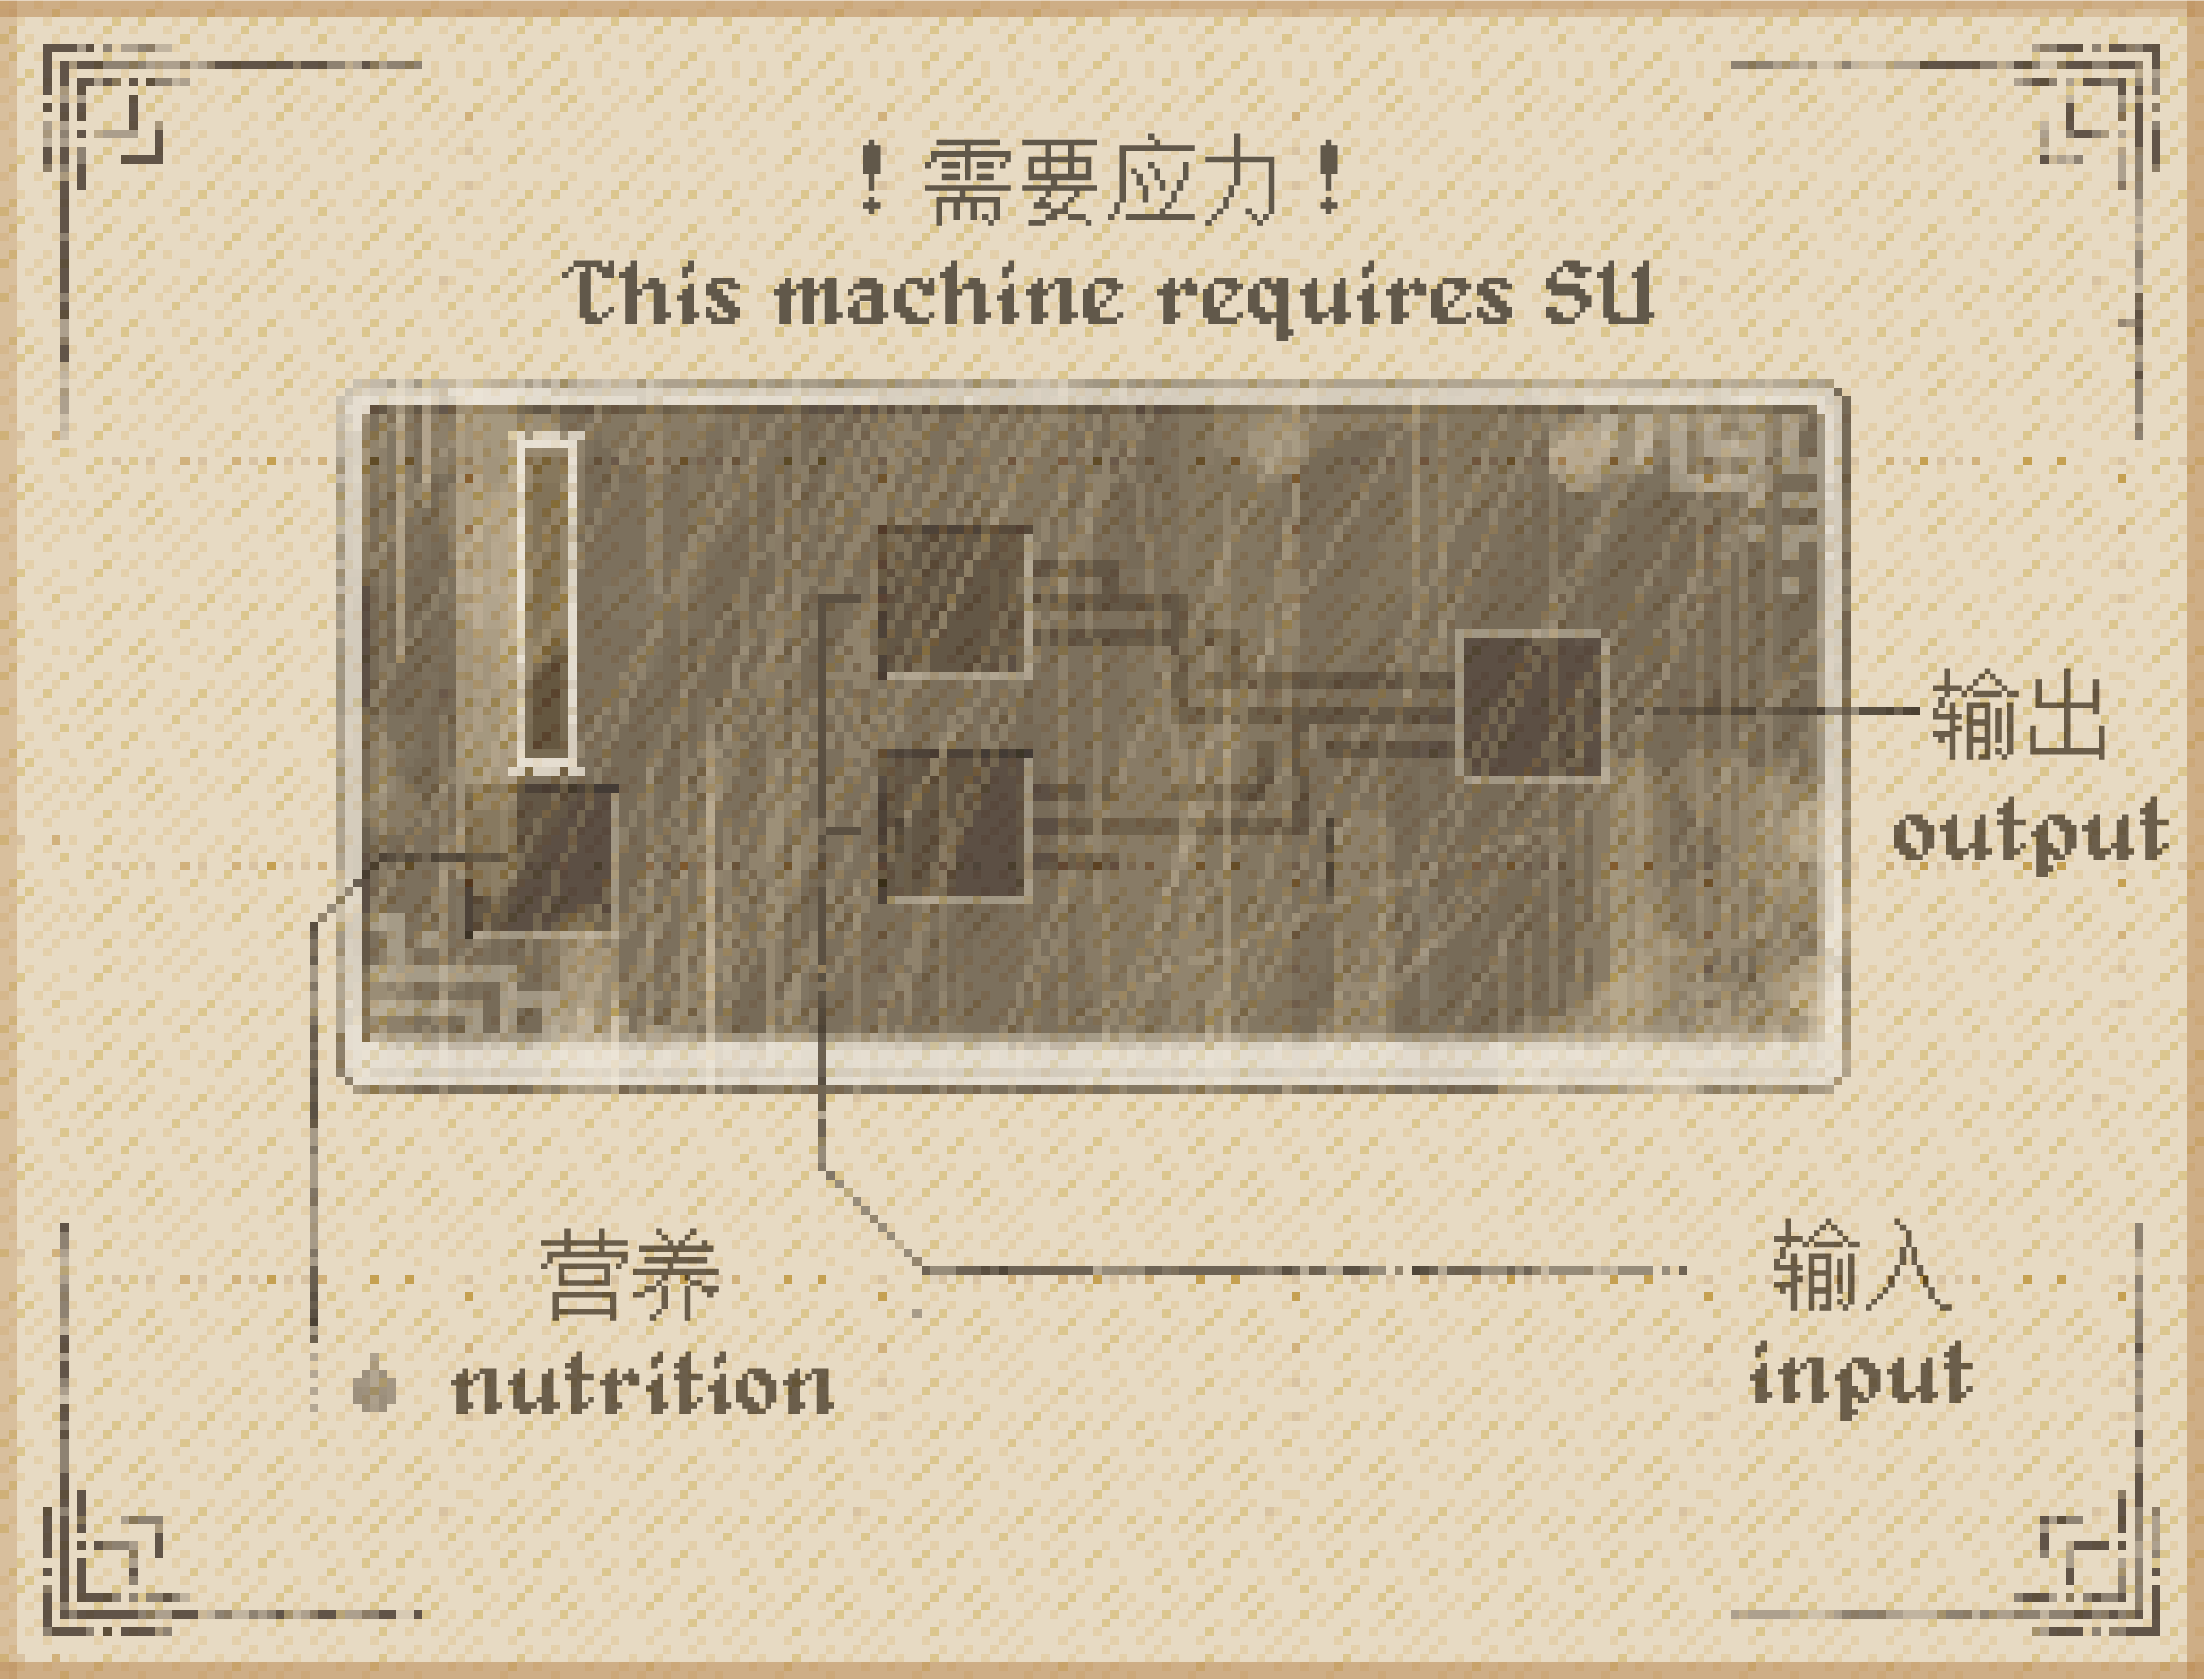 ！需要应力！
This machine requires SU
输出
output
营养
nutrition
输入
input